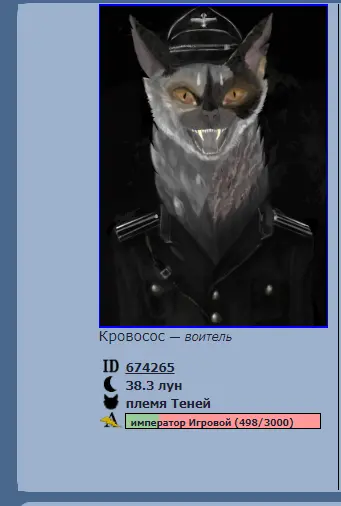 Кровосос — воитель
ID 674265
38.3 лун
племя Теней
император Игровой (498/3000)